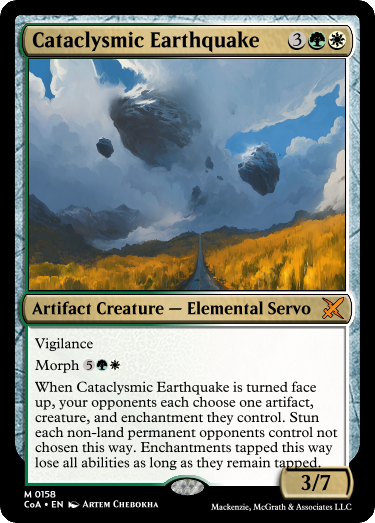 Cataclysmic Earthquake 3
Artifact Creature — Elemental Servo
Vigilance
Morph 5
When Cataclysmic Earthquake is turned face
up, your opponents each choose one artifact,
creature, and enchantment they control. Stun
each non-land permanent opponents control not
chosen this way. Enchantments tapped this way
lose all abilities as long as they remain tapped.
3/7
M 0158
CoA • EN Artem Chebokha
Mackenzie, McGrath & Associates LLC